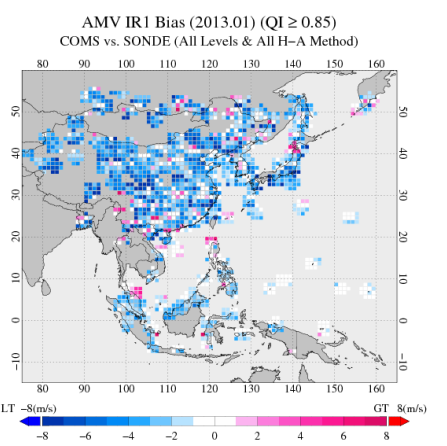 AMV IR1 Bias (2013.01) (QI ≥ 0.85)
COMS vs. SONDE (All Levels & All H−A Method)
80 90 100 110 120 130 140 150 160
50 50
40 40
30 30
20 20
10 10
0 0
−10 −10
80 90 100 110 120 130 140 150 160
LT −8(m/s) GT 8(m/s)
−8 −6 −4 −2 0 2 4 6 8